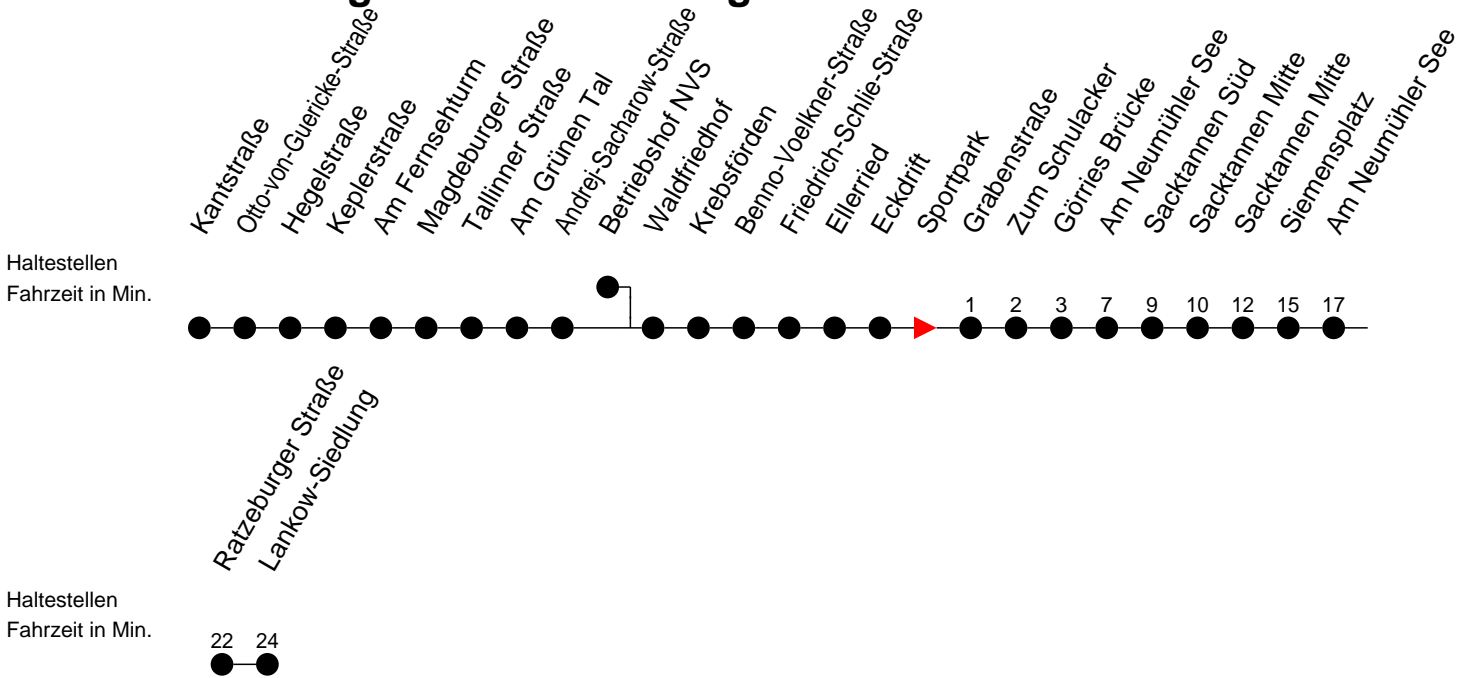 Kantstraße
Otto-von-Guericke-Straße
Hegelstraße
Keplerstraße
Am Fernsehturm
Magdeburger Straße
Tallinner Straße
Am Grünen Tal
Andrej-Sacharow-Straße
Betriebshof NVS
Waldfriedhof
Krebsförden
Benno-Voelkner-Straße
Friedrich-Schlie-Straße
Ellerried
Eckdrift
Sportpark
Grabenstraße
Zum Schulacker
Görries Brücke
Am Neumühler See
Sacktannen Süd
Sacktannen Mitte
Sacktannen Mitte
Siemensplatz
Am Neumühler See
Haltestellen
Fahrzeit in Min.
1 2 3 7 9 10 12 15 17
Ratzeburger Straße
Lankow-Siedlung
Haltestellen
Fahrzeit in Min.
22 24